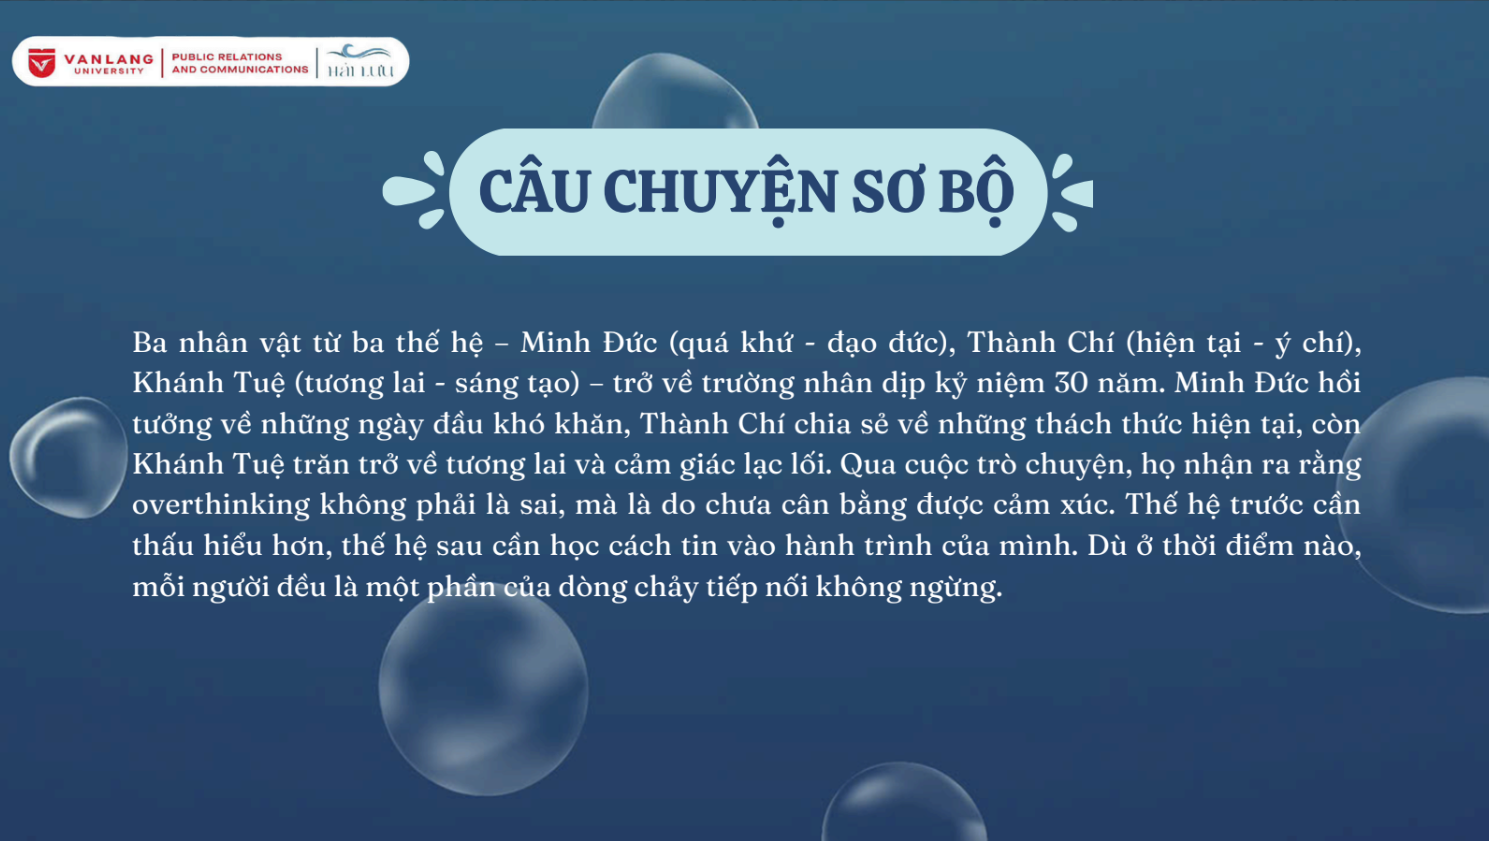 VANLANG
UNIVERSITY
PUBLIC RELATIONS
AND COMMUNICATIONS
HẢI LƯU
CÂU CHUYỆN SƠ BỘ
Ba nhân vật từ ba thế hệ – Minh Đức (quá khứ - đạo đức), Thành Chí (hiện tại - ý chí),
Khánh Tuệ (tương lai - sáng tạo) – trở về trường nhân dịp kỷ niệm 30 năm. Minh Đức hồi
tưởng về những ngày đầu khó khăn, Thành Chí chia sẻ về những thách thức hiện tại, còn
Khánh Tuệ trăn trở về tương lai và cảm giác lạc lối. Qua cuộc trò chuyện, họ nhận ra rằng
overthinking không phải là sai, mà là do chưa cân bằng được cảm xúc. Thế hệ trước cần
thấu hiểu hơn, thế hệ sau cần học cách tin vào hành trình của mình. Dù ở thời điểm nào,
mỗi người đều là một phần của dòng chảy tiếp nối không ngừng.